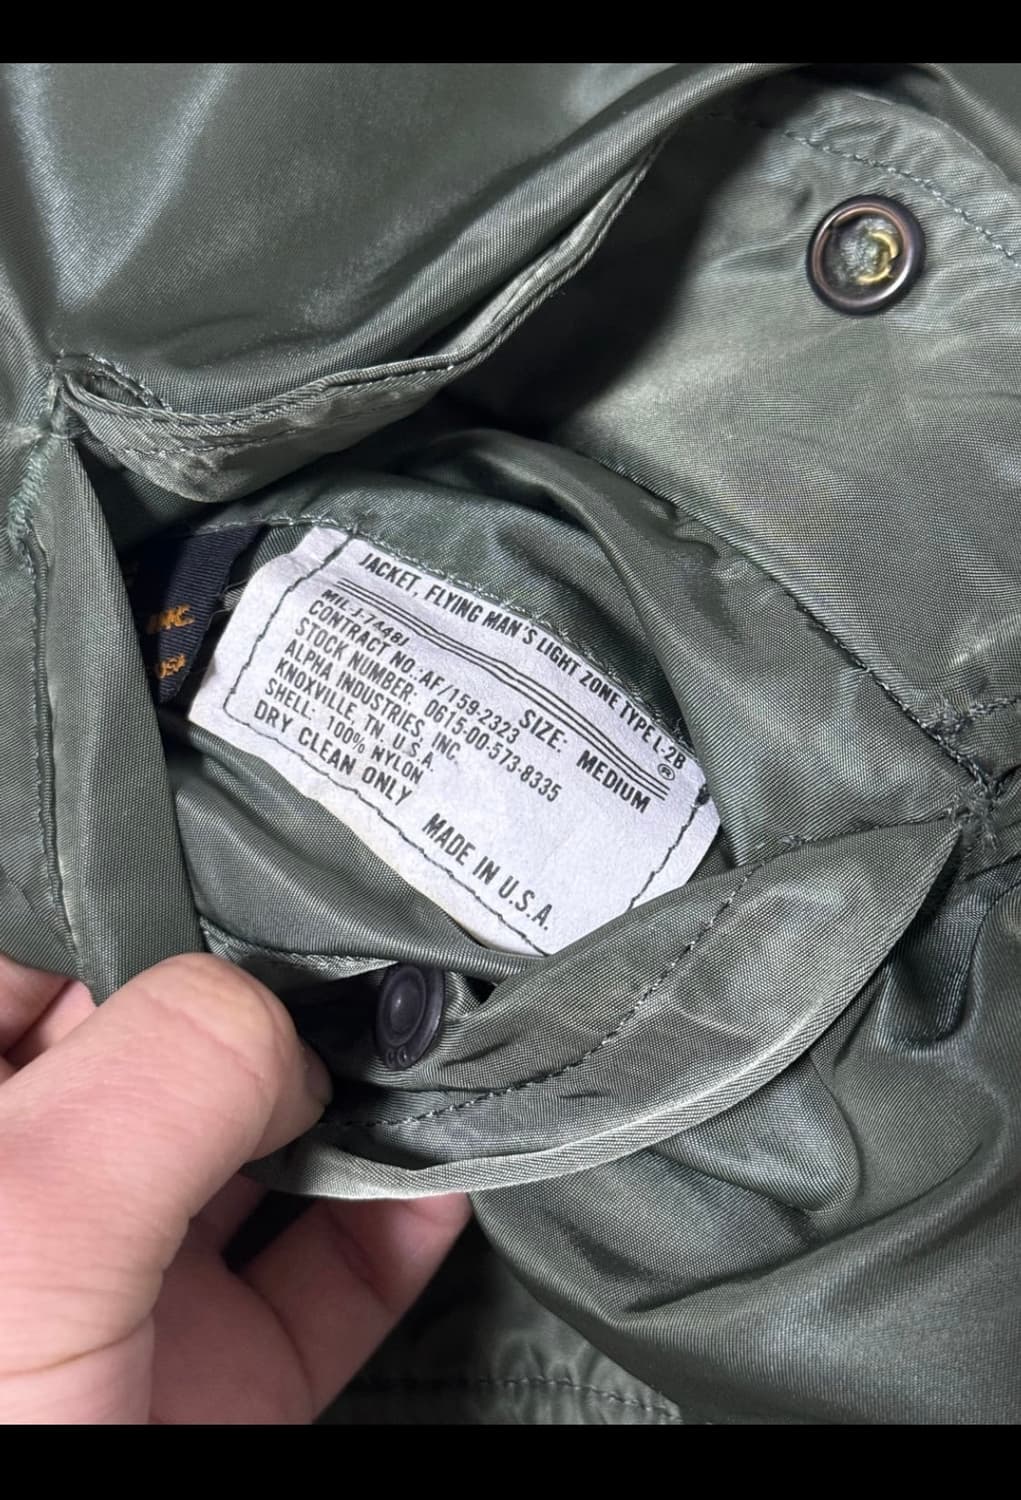 JACKET, FLYING MAN'S LIGHT ZONE TYPE L-2B
®
MIL-J-7448I
SIZE: MEDIUM
CONTRACT NO.:AF/159-2323
STOCK NUMBER: 0615-00-573-8335
ALPHA INDUSTRIES, INC.
KNOXVILLE, TN, U.S.A.
SHELL: 100% NYLON
DRY CLEAN ONLY
MADE IN U.S.A.
USA